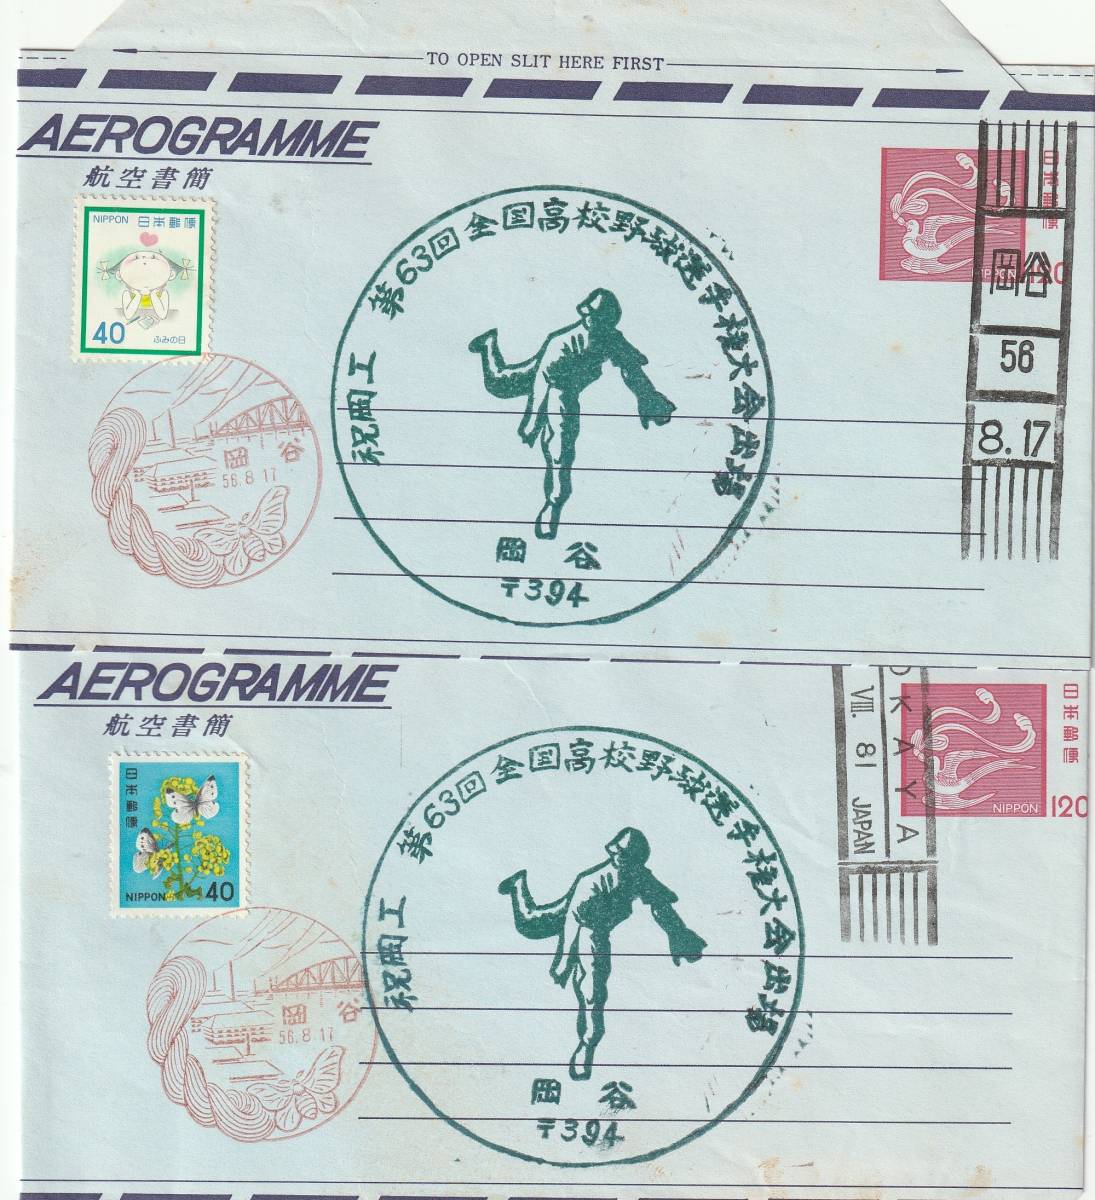 TO OPEN SLIT HERE FIRST
AEROGRAMME
航空書簡
NIPPON 日本郵便
40
ふみの日
岡谷
56.8.17
祝岡工 第63回全国高校野球選手権大会出場
岡谷
〒394
日本郵便
NIPPON
120
岡谷
56
8.17
AEROGRAMME
航空書簡
日本郵便
NIPPON 40
岡谷
56.8.17
祝岡工 第63回全国高校野球選手権大会出場
岡谷
〒394
OKAYA
VIII. 81 JAPAN
日本郵便
NIPPON
120